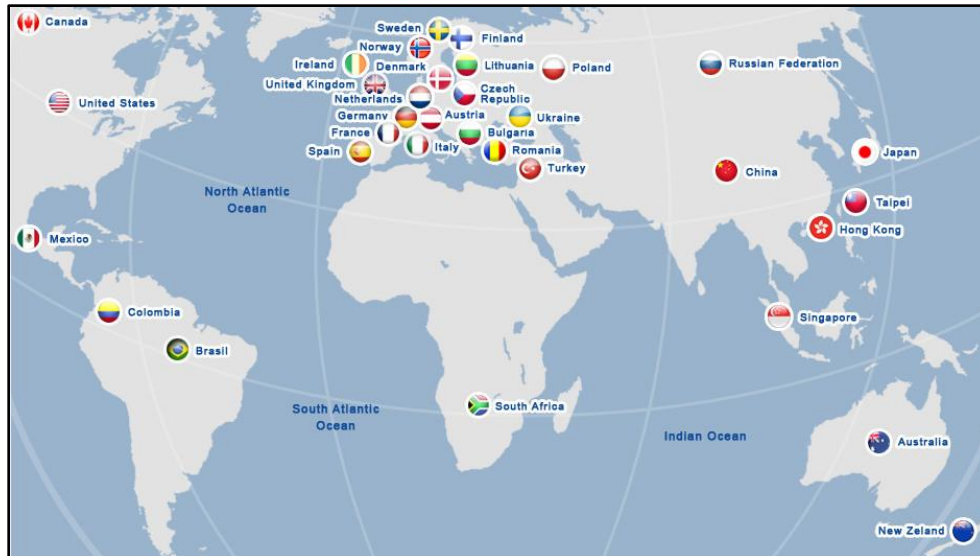 Canada
Sweden
Finland
Norway
Ireland
Denmark
Lithuania
Poland
Russian Federation
United Kingdom
United States
Netherlands
Czech
Republic
Germany
Austria
Ukraine
France
Italy
Bulgaria
Spain
Romania
Turkey
China
Japan
North Atlantic
Ocean
Taipei
Hong Kong
Mexico
Colombia
Singapore
Brasil
South Africa
South Atlantic
Ocean
Indian Ocean
Australia
New Zeland